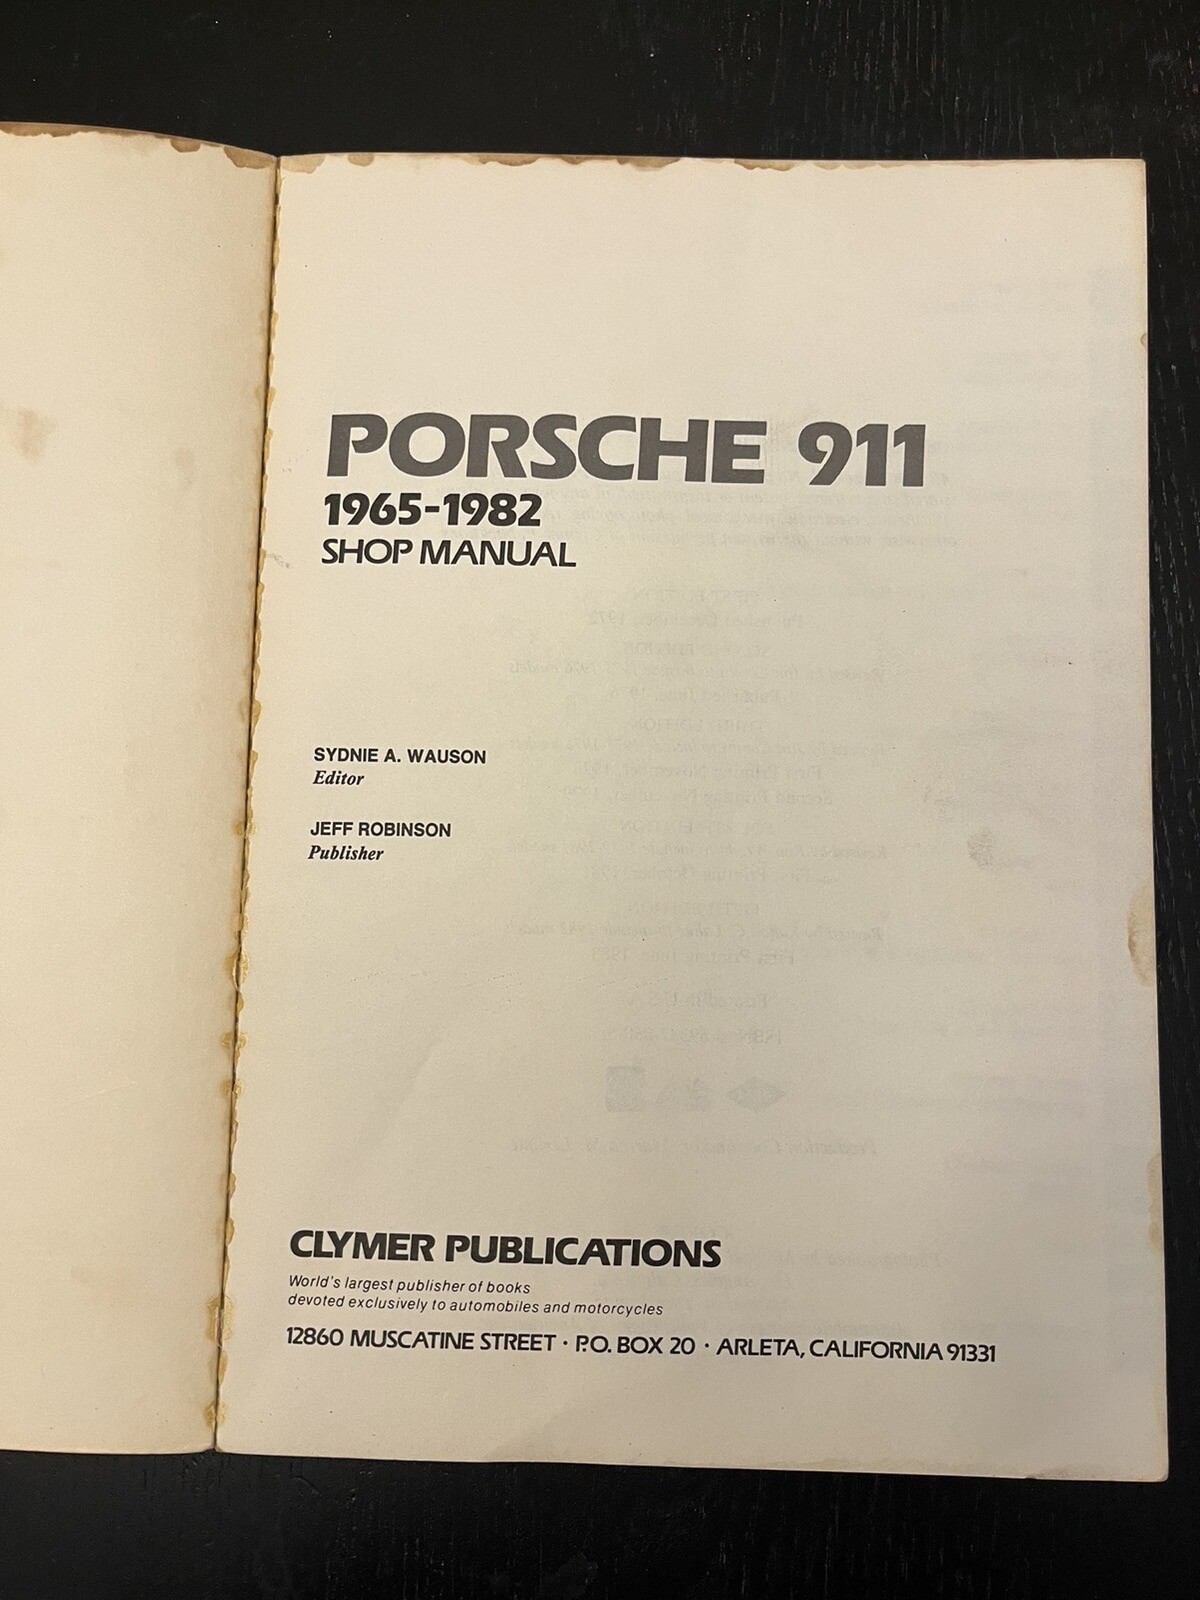 PORSCHE 911
1965-1982
SHOP MANUAL
SYDNIE A. WAUSON
Editor
JEFF ROBINSON
Publisher
CLYMER PUBLICATIONS
World's largest publisher of books
devoted exclusively to automobiles and motorcycles
12860 MUSCATINE STREET · P.O. BOX 20 · ARLETA, CALIFORNIA 91331